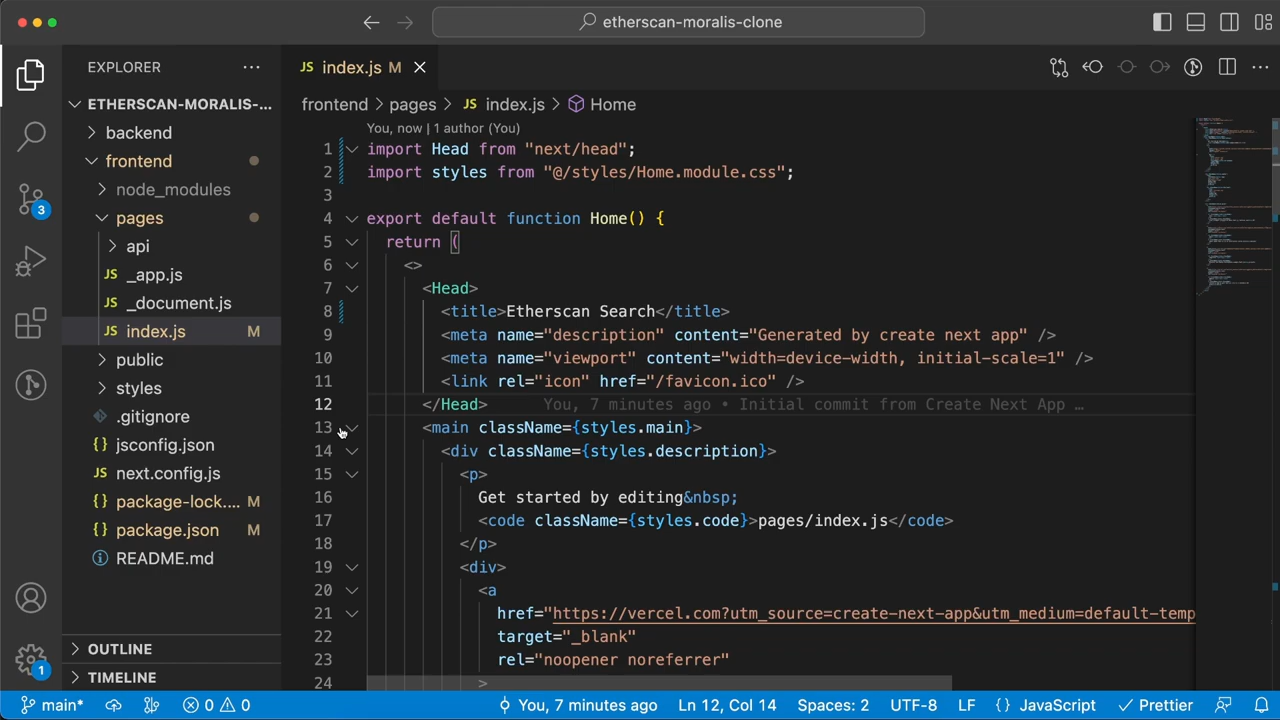 etherscan-moralis-clone
EXPLORER
JS index.js M
ETHERSCAN-MORALIS-...
backend
frontend
node_modules
pages
api
JS _app.js
JS _document.js
JS index.js M
public
styles
.gitignore
{} jsconfig.json
JS next.config.js
{} package-lock.... M
{} package.json M
README.md
OUTLINE
TIMELINE
3
1
frontend > pages > JS index.js > Home
You, now | 1 author (You)
1 import Head from "next/head";
2 import styles from "@/styles/Home.module.css";
3
4 export default function Home() {
5 return (
6 <>
7 <Head>
8 <title>Etherscan Search</title>
9 <meta name="description" content="Generated by create next app" />
10 <meta name="viewport" content="width=device-width, initial-scale=1" />
11 <link rel="icon" href="/favicon.ico" />
12 </Head> You, 7 minutes ago • Initial commit from Create Next App …
13 <main className={styles.main}>
14 <div className={styles.description}>
15 <p>
16 Get started by editing&nbsp;
17 <code className={styles.code}>pages/index.js</code>
18 </p>
19 <div>
20 <a
21 href="https://vercel.com?utm_source=create-next-app&utm_medium=default-temp
22 target="_blank"
23 rel="noopener noreferrer"
24 >
main* 0 0 You, 7 minutes ago Ln 12, Col 14 Spaces: 2 UTF-8 LF {} JavaScript Prettier